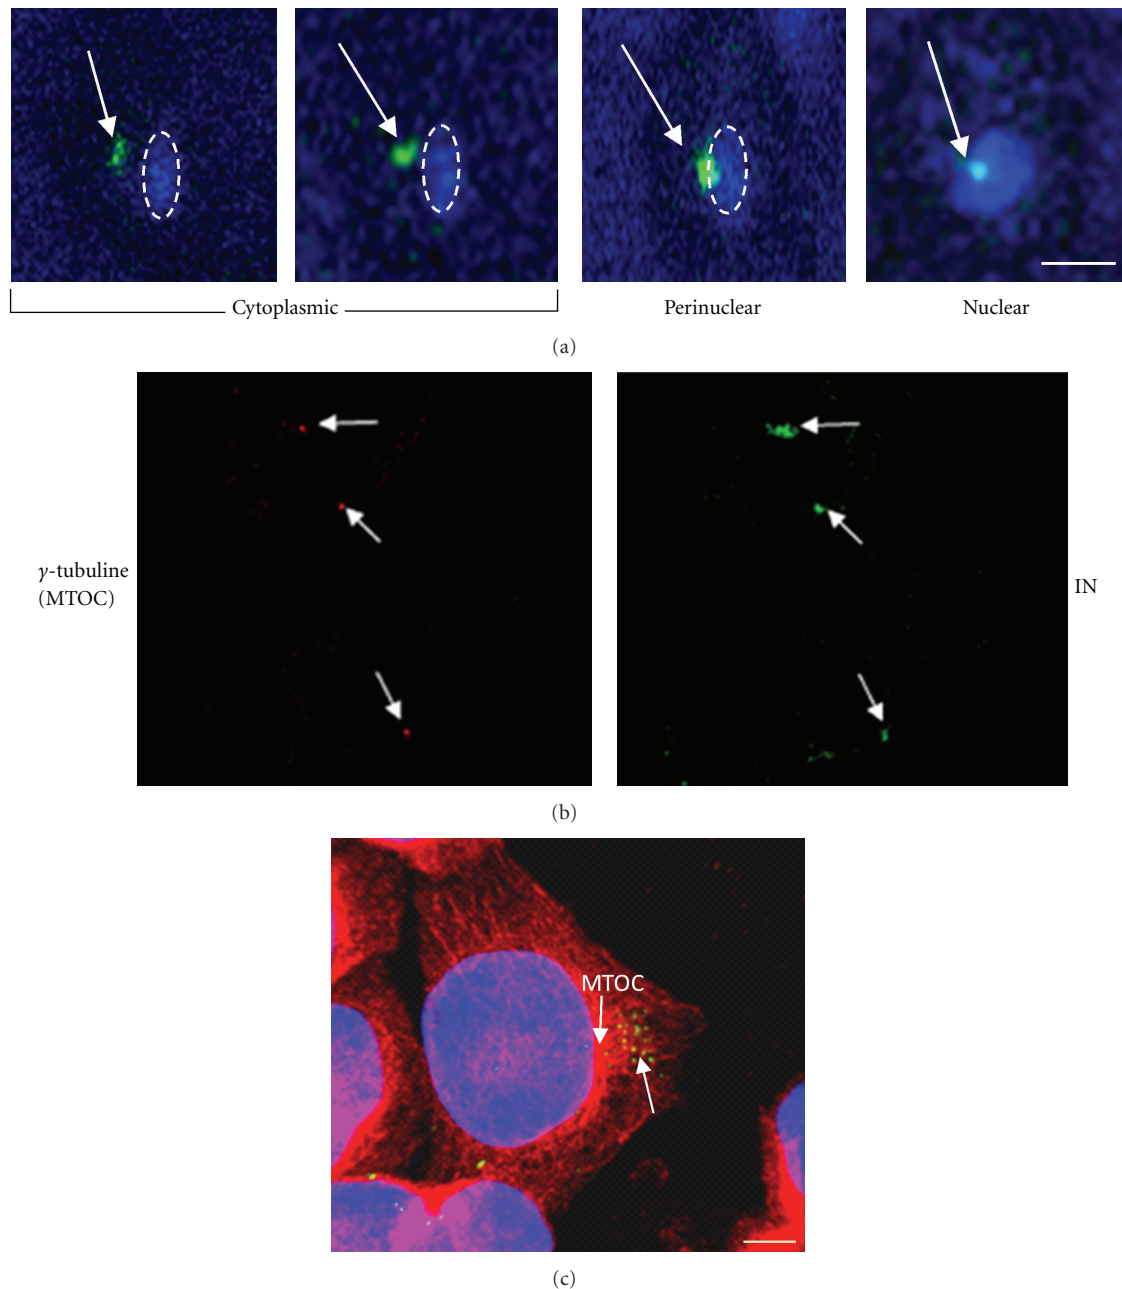 Cytoplasmic
Perinuclear
Nuclear
(a)
γ-tubuline
(MTOC)
IN
(b)
MTOC
(c)